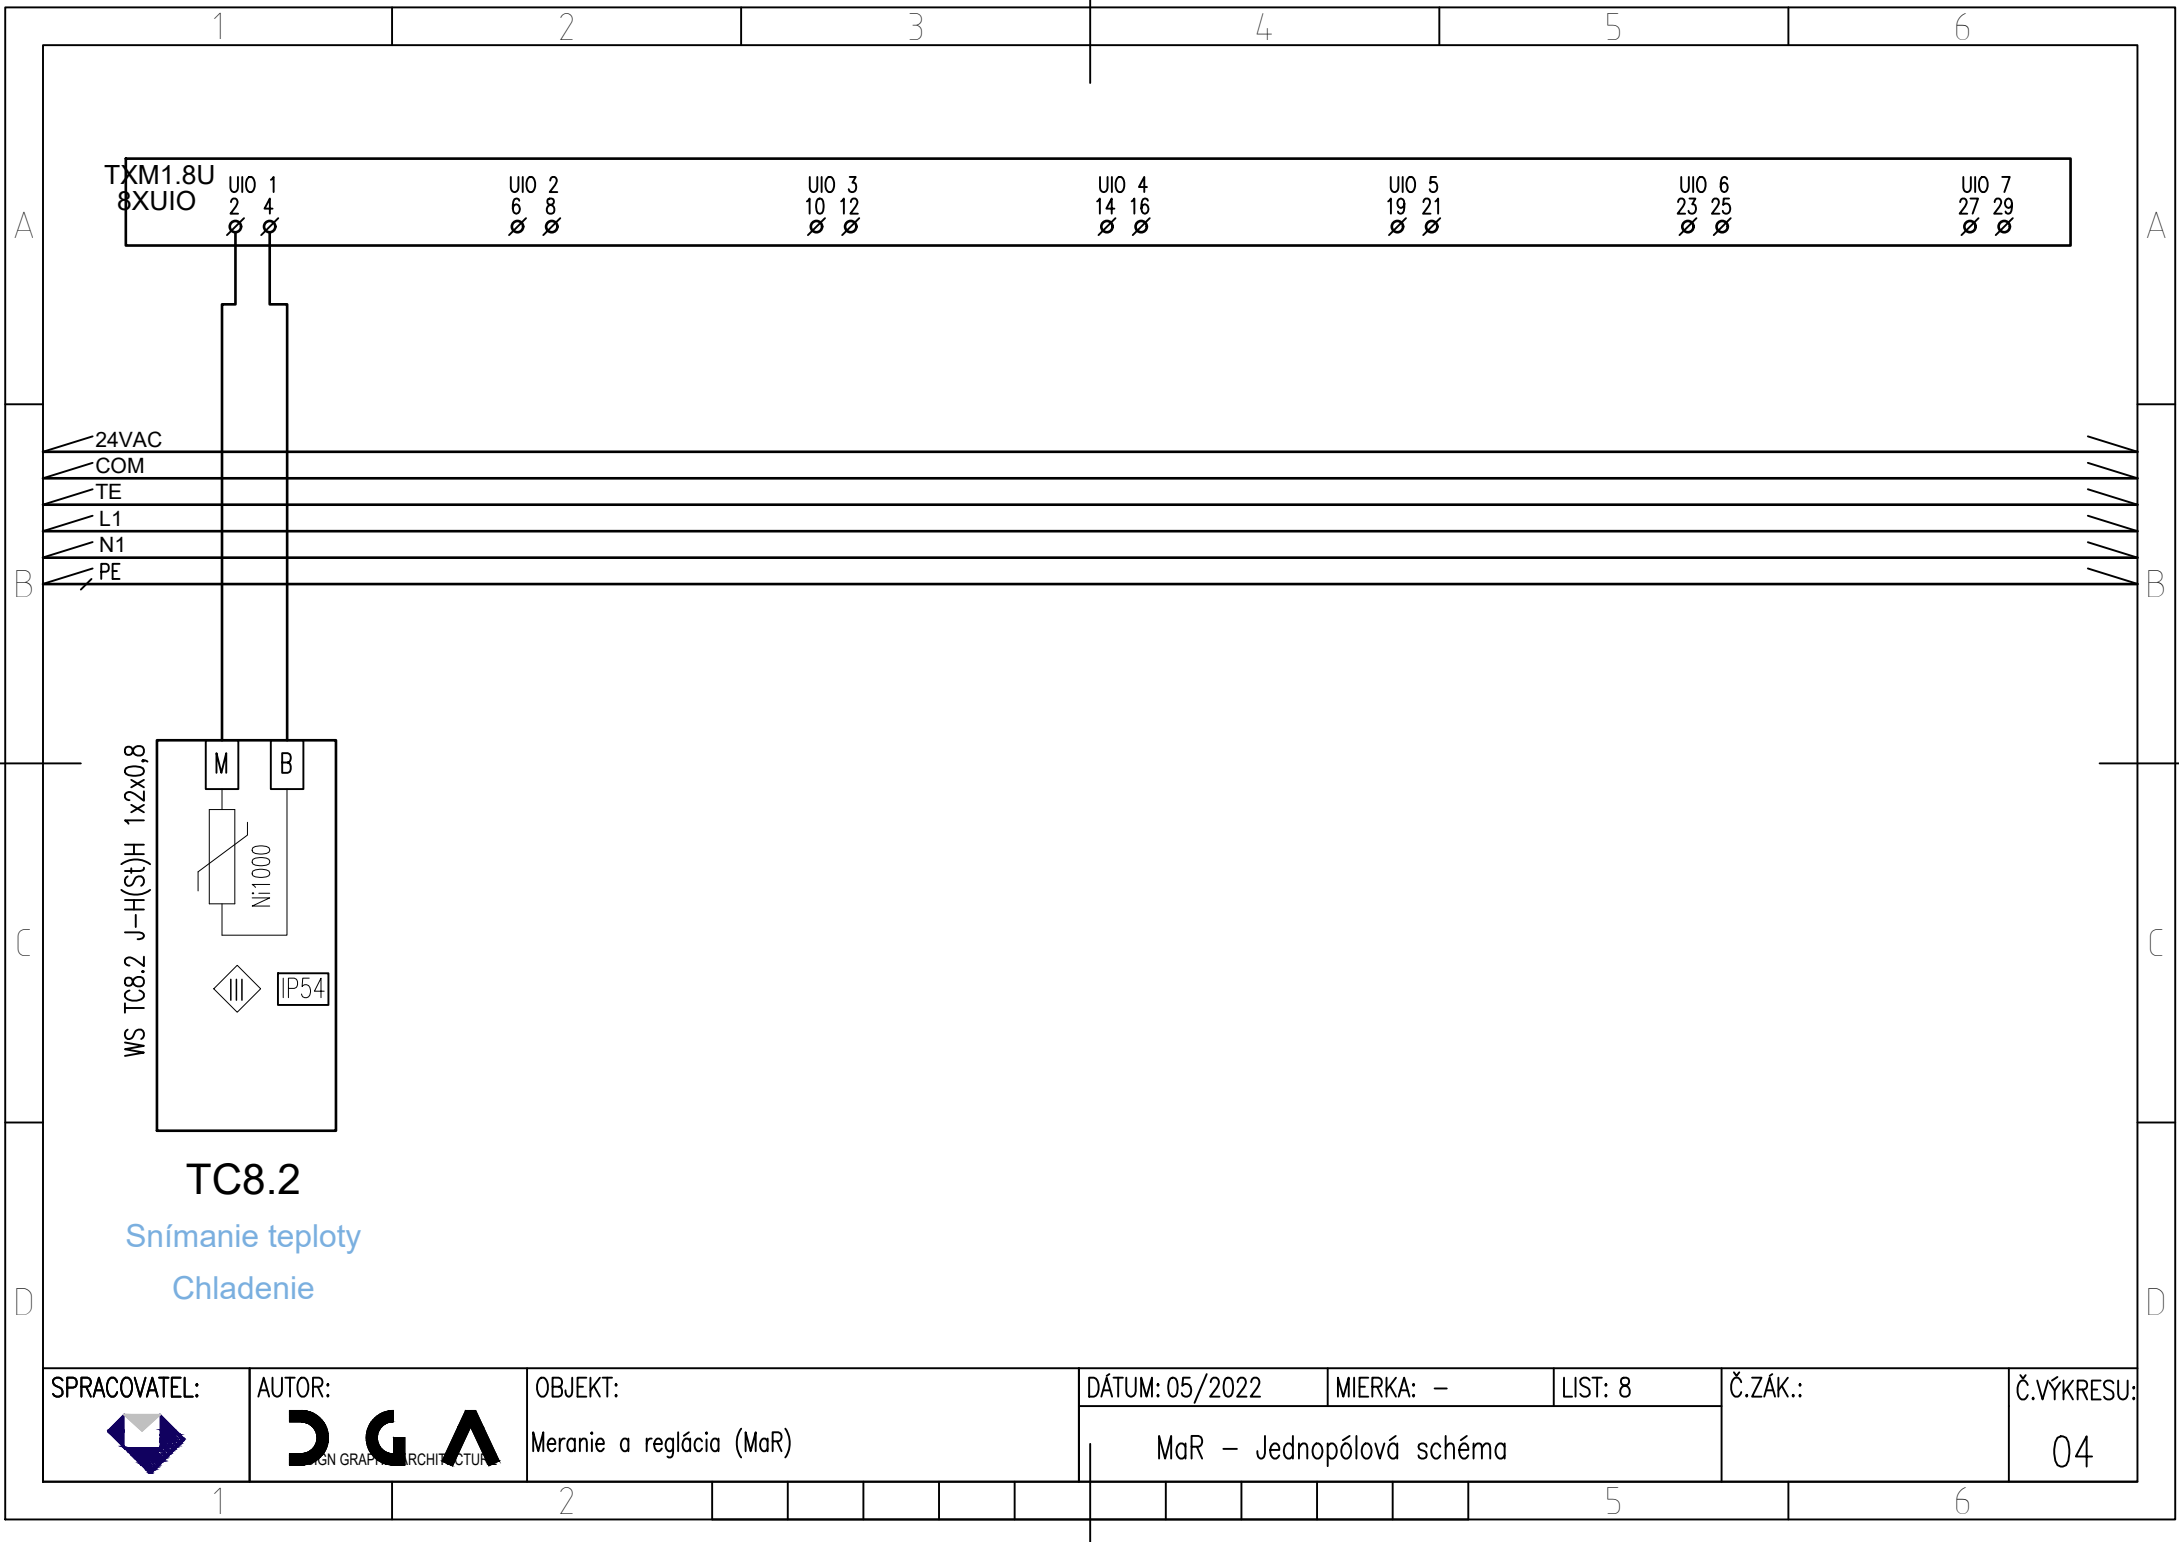 1 2 3 4 5 6
TXM1.8U
8XUIO
UIO 1 UIO 2 UIO 3 UIO 4 UIO 5 UIO 6 UIO 7
2 4 6 8 10 12 14 16 19 21 23 25 27 29
A A
24VAC
COM
TE
L1
N1
PE
B B
M B
WS TC8.2 J-H(St)H 1x2x0,8
Ni1000
C C
III IP54
TC8.2
Snímanie teploty
Chladenie
D D
SPRACOVATEL: AUTOR: OBJEKT: DÁTUM: 05/2022 MIERKA: - LIST: 8 Č.ZÁK.: Č.VÝKRESU:
DGA
Meranie a reglácia (MaR) MaR - Jednopólová schéma 04
1 2 5 6